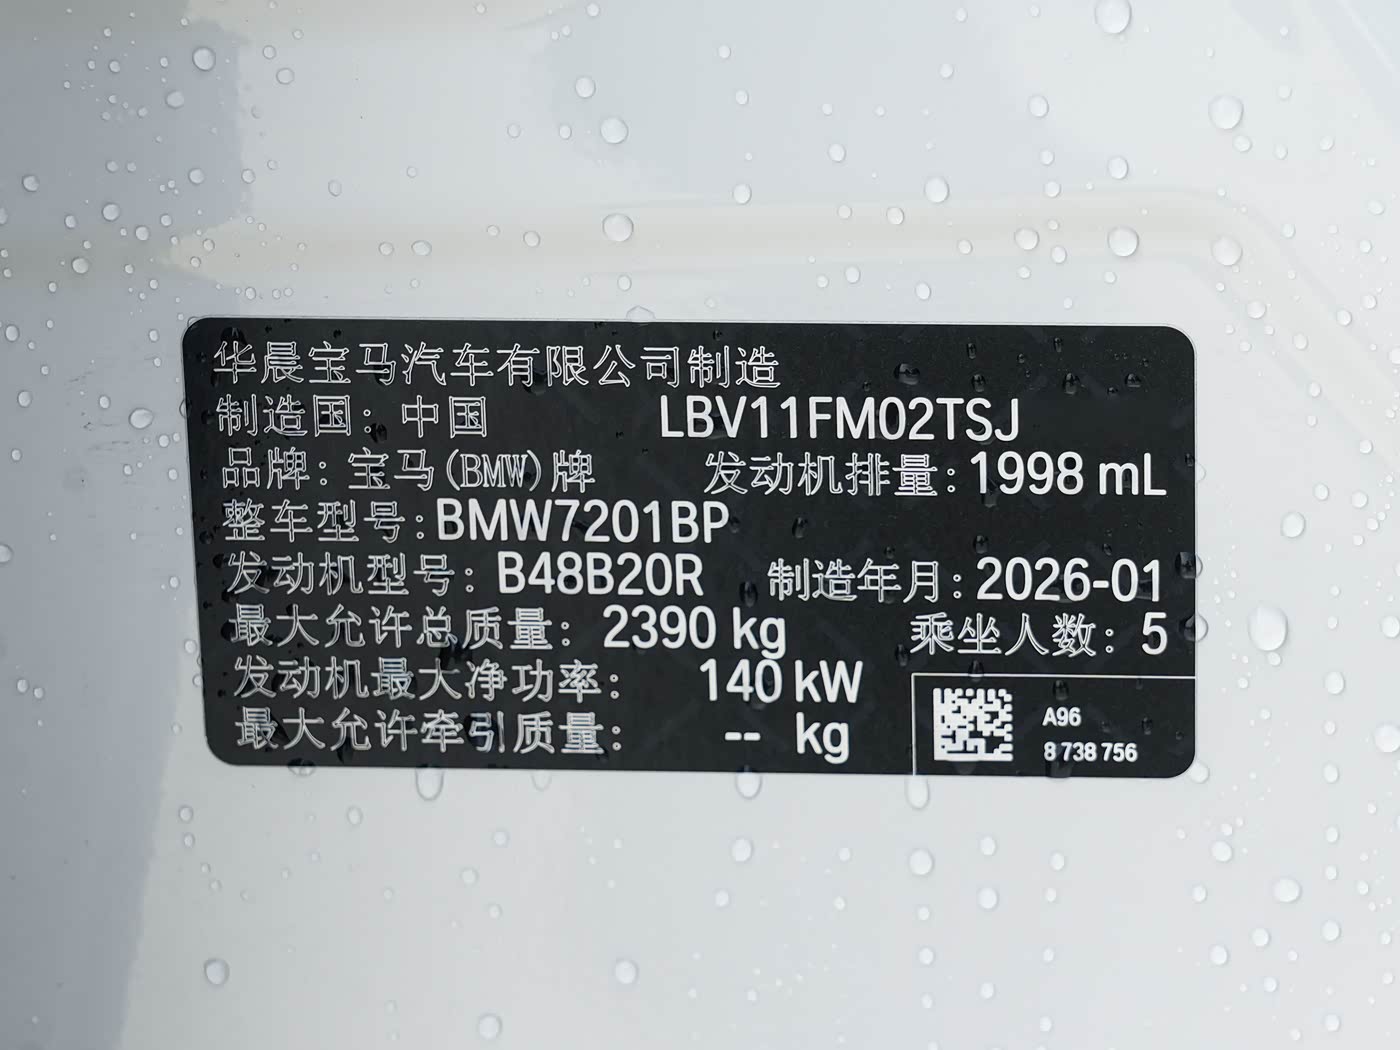 华晨宝马汽车有限公司制造
制造国：中国 LBV11FM02TSJ
品牌：宝马(BMW)牌 发动机排量：1998 mL
整车型号：BMW7201BP
发动机型号：B48B20R 制造年月：2026-01
最大允许总质量：2390 kg 乘坐人数：5
发动机最大净功率：140 kW
最大允许牵引质量：-- kg
A96
8 738 756